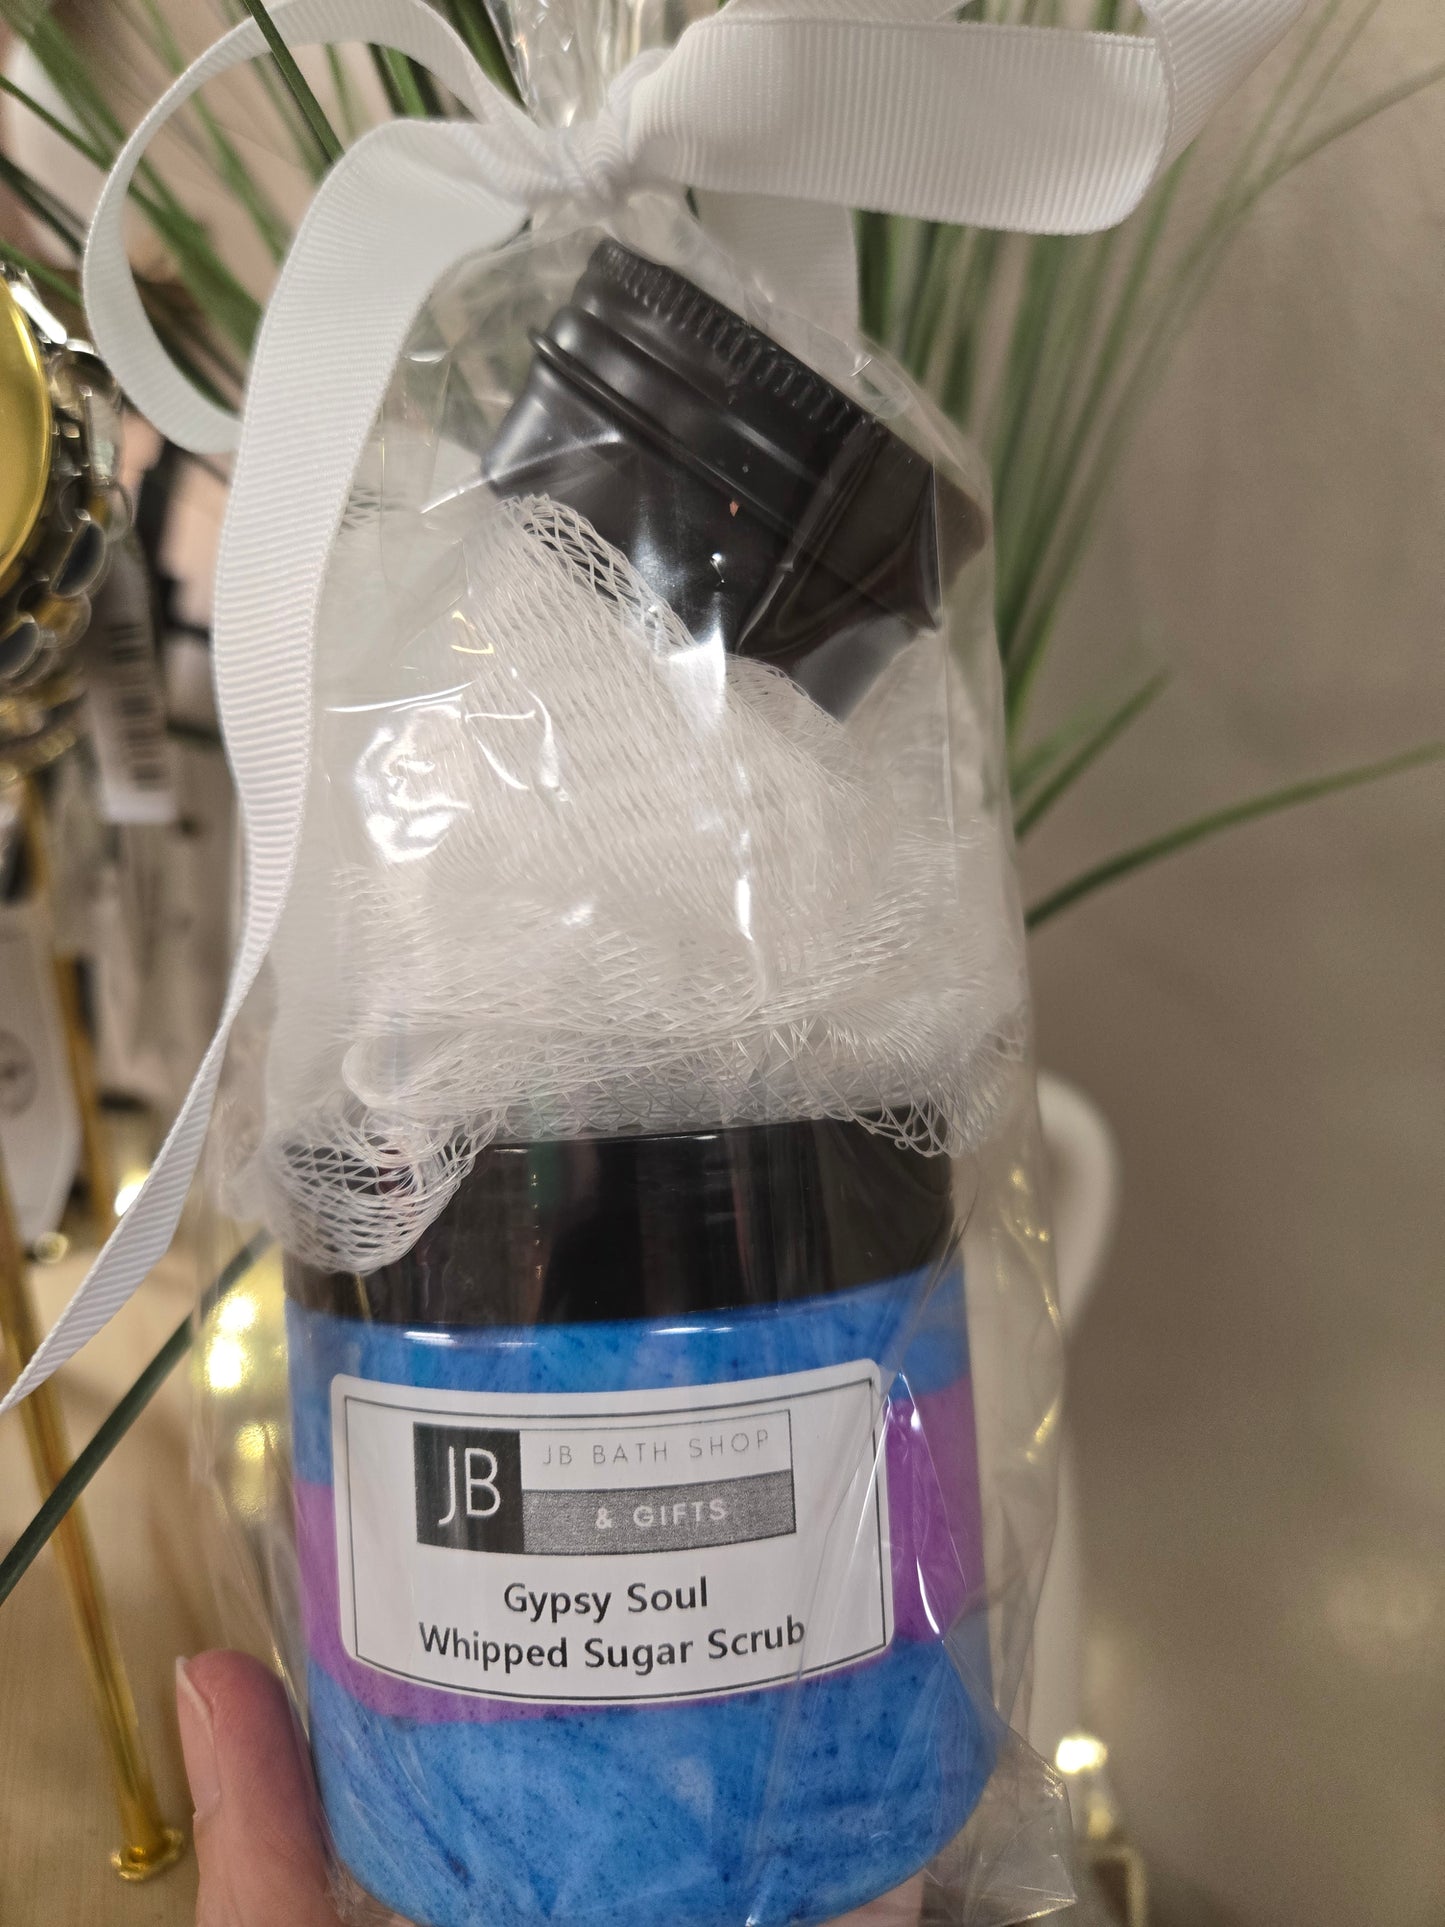 JB
JB BATH SHOP
& GIFTS
Gypsy Soul
Whipped Sugar Scrub